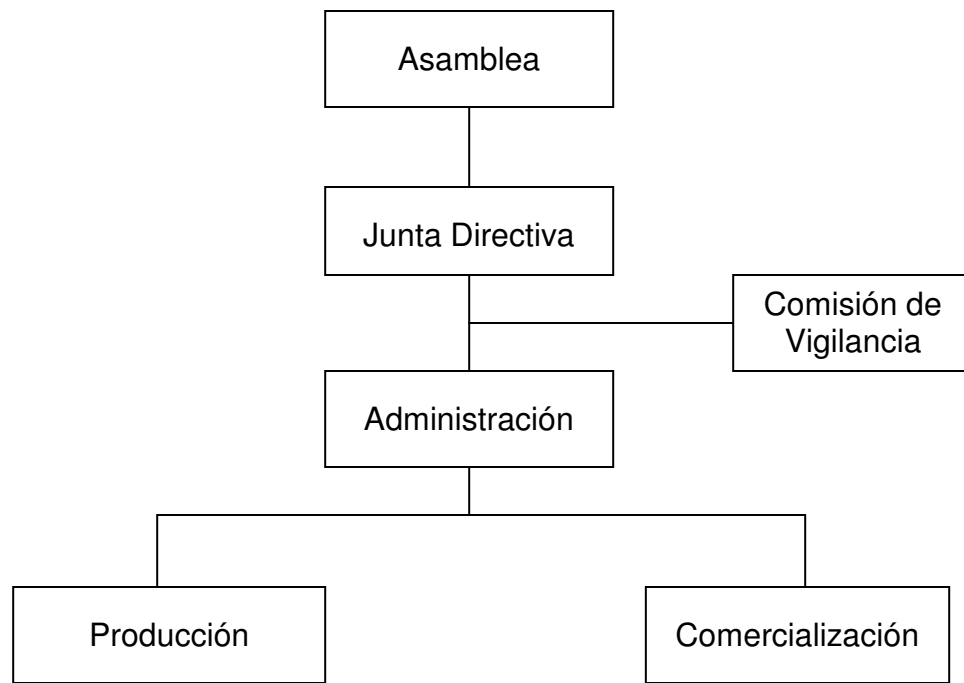 Asamblea
Junta Directiva
Comisión de
Vigilancia
Administración
Producción
Comercialización